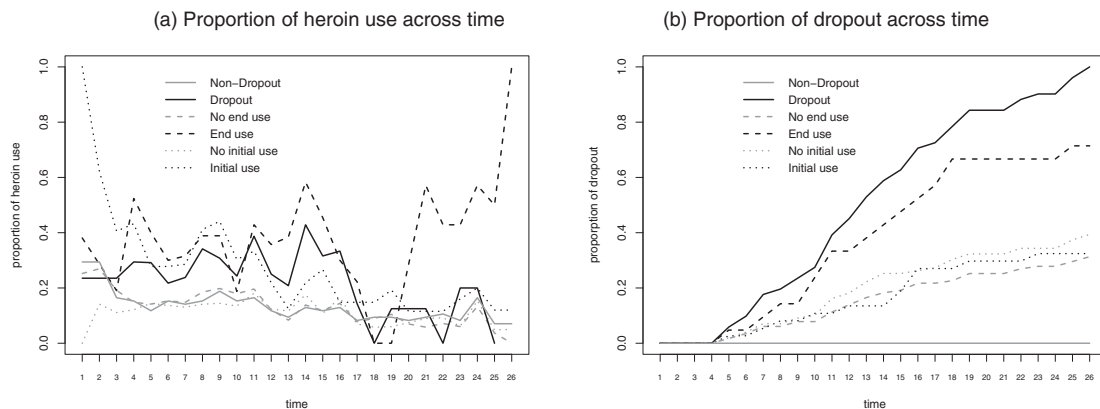 (a) Proportion of heroin use across time
proportion of heroin use
1.0
0.8
0.6
0.4
0.2
0.0
Non−Dropout
Dropout
No end use
End use
No initial use
Initial use
1 2 3 4 5 6 7 8 9 10 11 12 13 14 15 16 17 18 19 20 21 22 23 24 25 26
time
(b) Proportion of dropout across time
proporption of dropout
1.0
0.8
0.6
0.4
0.2
0.0
Non−Dropout
Dropout
No end use
End use
No initial use
Initial use
1 2 3 4 5 6 7 8 9 10 11 12 13 14 15 16 17 18 19 20 21 22 23 24 25 26
time